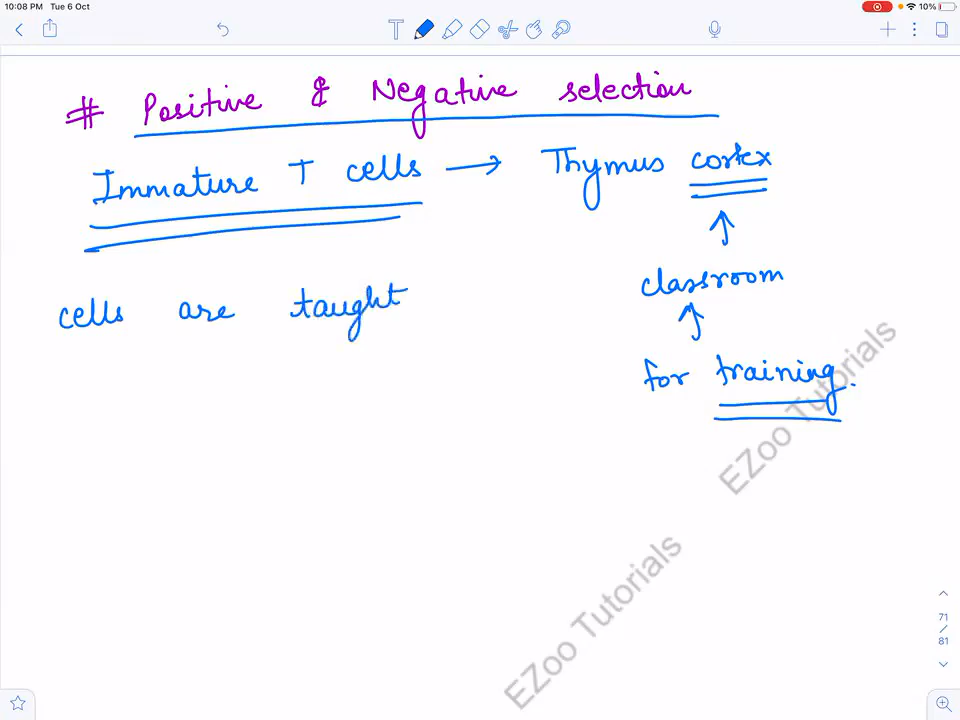 10:08 PM Tue 6 Oct
10%
# Positive & Negative selection
Immature T cells → Thymus cortex
↑
classroom
cells are taught
↑
for training.
EZoo Tutorials
EZoo Tutorials
71
/
81